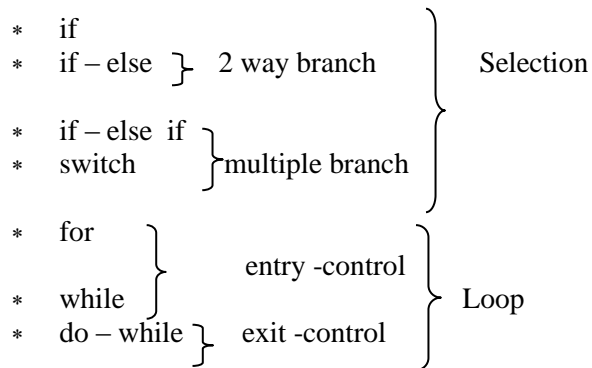 * if
* if – else 2 way branch Selection
* if – else if
* switch multiple branch
* for
entry -control
* while Loop
* do – while exit -control